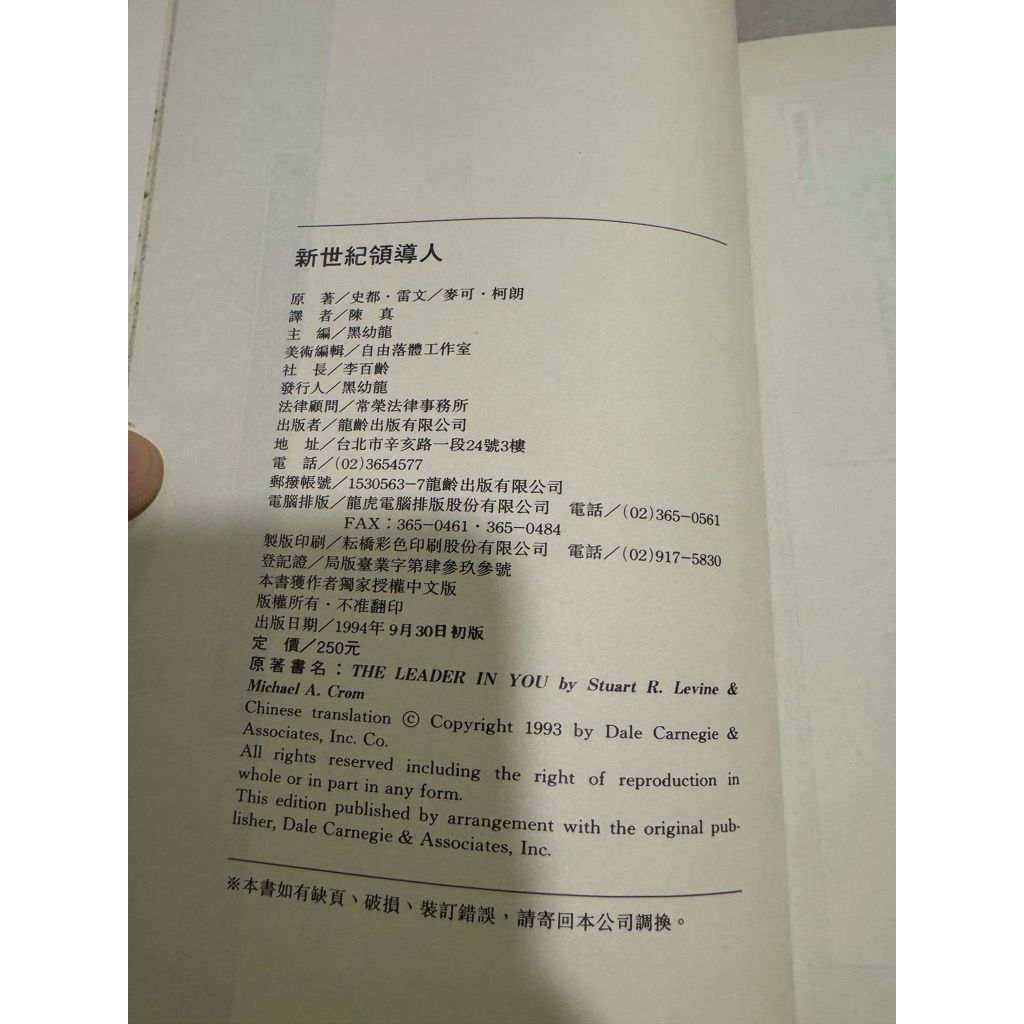 新世紀領導人
原　著／史都・雷文／麥可・柯朗
譯　者／陳　真
主　編／黑幼龍
美術編輯／自由落體工作室
社　長／李百齡
發行人／黑幼龍
法律顧問／常榮法律事務所
出版者／龍齡出版有限公司
地　址／台北市辛亥路一段24號3樓
電　話／(02)3654577
郵撥帳號／1530563-7龍齡出版有限公司
電腦排版／龍虎電腦排版股份有限公司　電話／(02)365-0561
FAX：365-0461・365-0484
製版印刷／耘橋彩色印刷股份有限公司　電話／(02)917-5830
登記證／局版臺業字第肆參玖參號
本書獲作者獨家授權中文版
版權所有・不准翻印
出版日期／1994年9月30日初版
定　價／250元
原著書名：THE LEADER IN YOU by Stuart R. Levine &
Michael A. Crom
Chinese translation © Copyright 1993 by Dale Carnegie &
Associates, Inc. Co.
All rights reserved including the right of reproduction in
whole or in part in any form.
This edition published by arrangement with the original pub-
lisher, Dale Carnegie & Associates, Inc.
※本書如有缺頁、破損、裝訂錯誤，請寄回本公司調換。